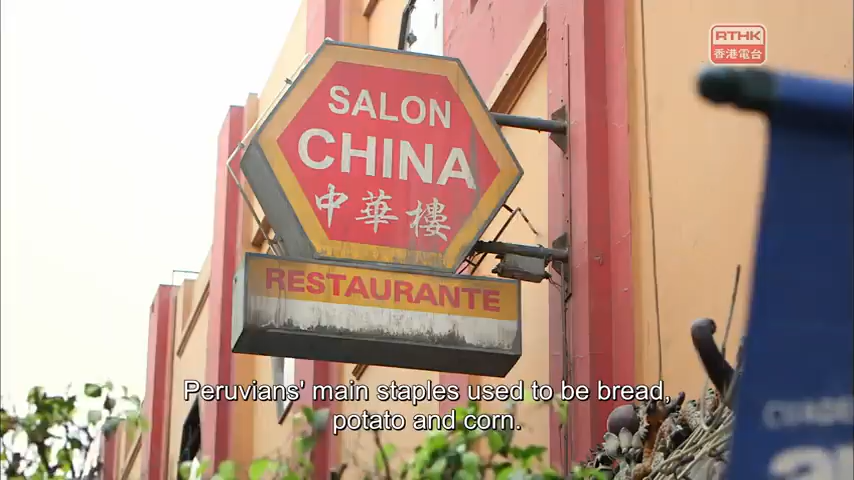 RTHK
香港電台
SALON
CHINA
中華樓
RESTAURANTE
Peruvians' main staples used to be bread,
potato and corn.